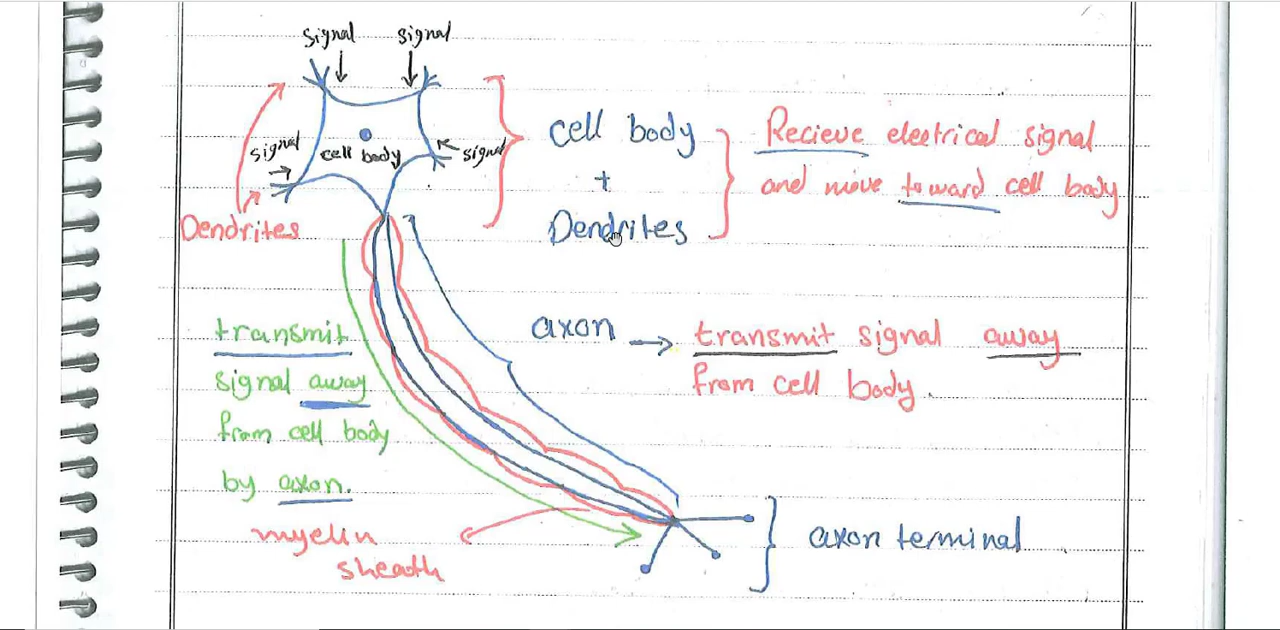 signal signal
signal
cell body
signal
Dendrites
cell body
+
Dendrites
Recieve electrical signal
and move toward cell body
axon → transmit signal away
from cell body.
transmit
signal away
from cell body
by axon.
myelin
sheath
axon terminal